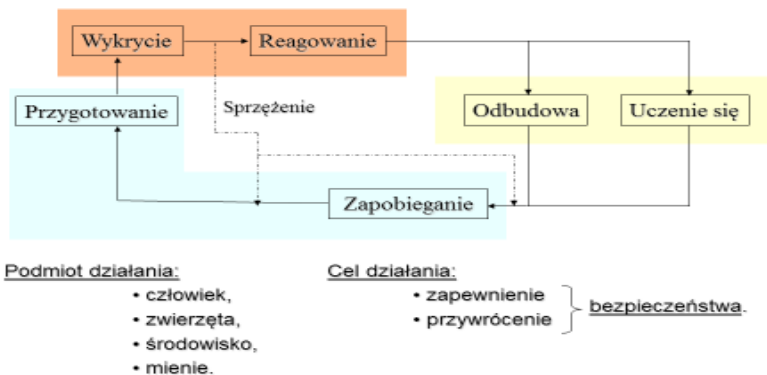 Wykrycie
Reagowanie
Przygotowanie
Sprzężenie
Odbudowa
Uczenie się
Zapobieganie
Podmiot działania:
• człowiek,
• zwierzęta,
• środowisko,
• mienie.
Cel działania:
• zapewnienie
• przywrócenie
bezpieczeństwa.